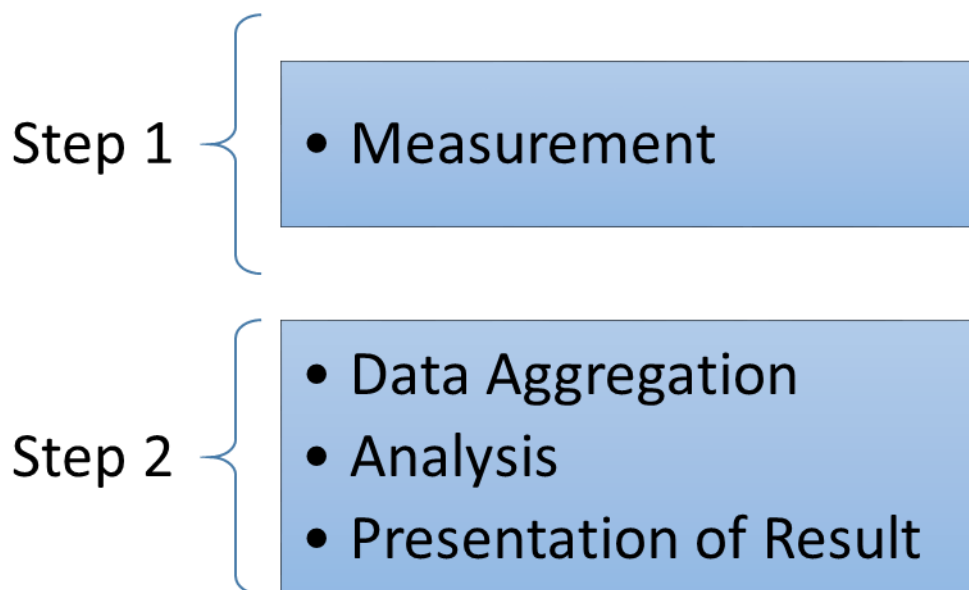 Step 1
• Measurement
Step 2
• Data Aggregation
• Analysis
• Presentation of Result